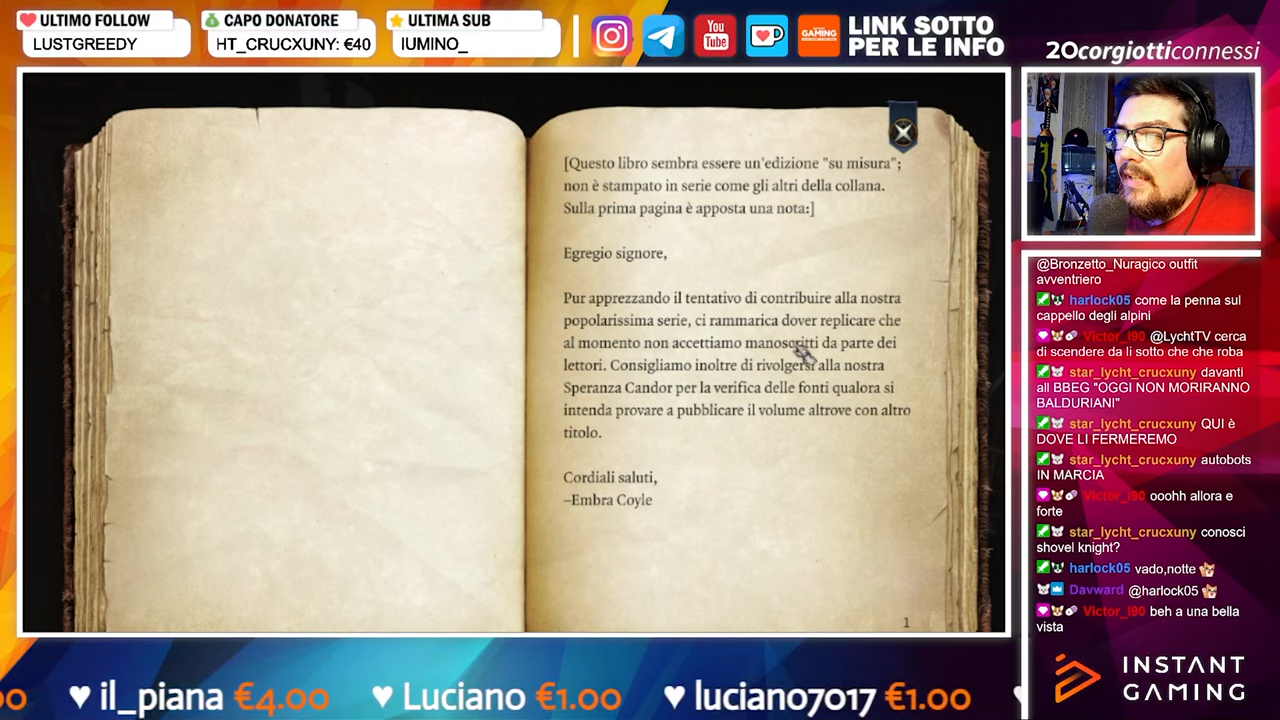 ULTIMO FOLLOW
LUSTGREEDY
CAPO DONATORE
HT_CRUCXUNY: €40
ULTIMA SUB
IUMINO_
You
Tube
GAMING
LINK SOTTO
PER LE INFO
20corgiotticonnessi
[Questo libro sembra essere un'edizione "su misura";
non è stampato in serie come gli altri della collana.
Sulla prima pagina è apposta una nota:]
Egregio signore,
Pur apprezzando il tentativo di contribuire alla nostra
popolarissima serie, ci rammarica dover replicare che
al momento non accettiamo manoscritti da parte dei
lettori. Consigliamo inoltre di rivolgersi alla nostra
Speranza Candor per la verifica delle fonti qualora si
intenda provare a pubblicare il volume altrove con altro
titolo.
Cordiali saluti,
–Embra Coyle
1
@Bronzetto_Nuragico outfit
avventriero
harlock05 come la penna sul
cappello degli alpini
Victor_l90 @LychtTV cerca
di scendere da li sotto che che roba
star_lycht_crucxuny davanti
all BBEG "OGGI NON MORIRANNO
BALDURIANI"
star_lycht_crucxuny QUI è
DOVE LI FERMEREMO
star_lycht_crucxuny autobots
IN MARCIA
Victor_l90 ooohh allora e
forte
star_lycht_crucxuny conosci
shovel knight?
harlock05 vado,notte
Davward @harlock05
Victor_l90 beh a una bella
vista
INSTANT
GAMING
00 ♥ il_piana €4.00 ♥ Luciano €1.00 ♥ luciano7017 €1.00